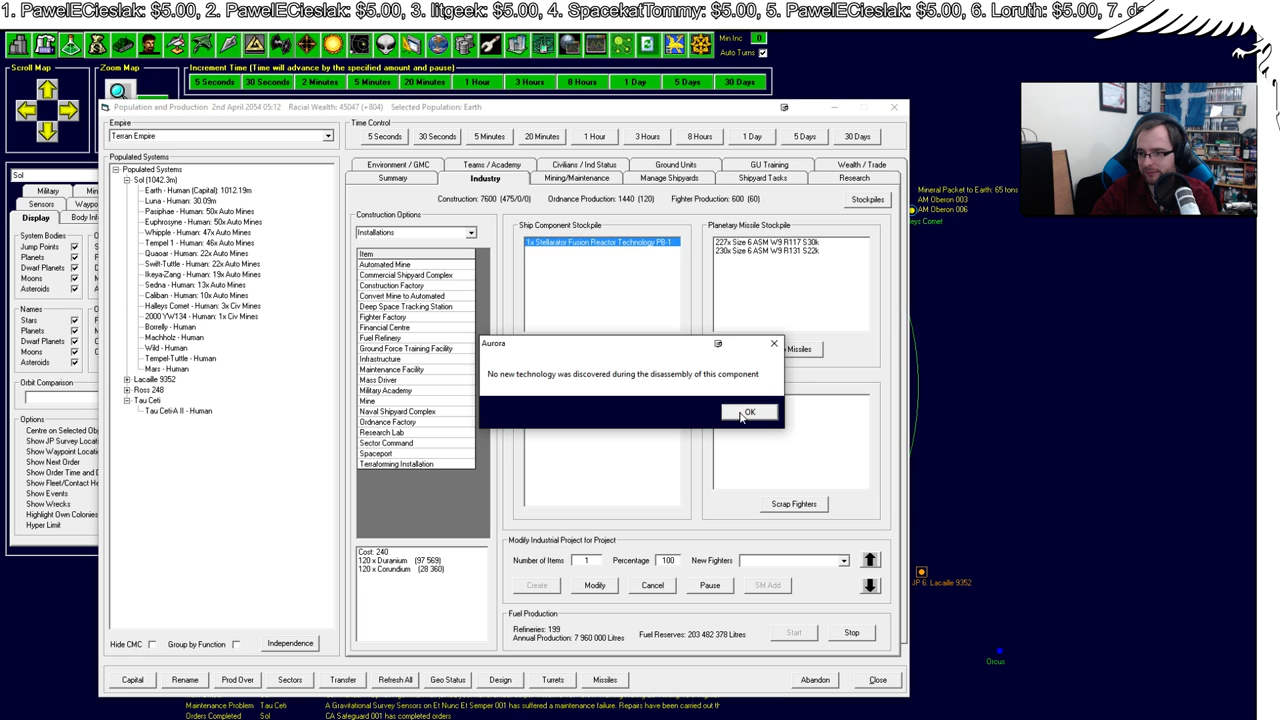 1. PawelECieslak: $5.00, 2. PawelECieslak: $5.00, 3. litgeek: $5.00, 4. SpacekatTommy: $5.00, 5. PawelECieslak: $5.00, 6. Loruth: $5.00, 7. de
Min Inc 0
Auto Turns
Scroll Map
Zoom Map
Increment Time (Time will advance by the specified amount and pause)
5 Seconds 30 Seconds 2 Minutes 5 Minutes 20 Minutes 1 Hour 3 Hours 8 Hours 1 Day 5 Days 30 Days
Population and Production 2nd April 2054 05:12 Racial Wealth: 45047 (+804) Selected Population: Earth
Empire
Terran Empire
Time Control
5 Seconds 30 Seconds 5 Minutes 20 Minutes 1 Hour 3 Hours 8 Hours 1 Day 5 Days 30 Days
Environment / GMC Teams / Academy Civilians / Ind Status Ground Units GU Training Wealth / Trade
Summary Industry Mining/Maintenance Manage Shipyards Shipyard Tasks Research
Construction: 7600 (475/0/0) Ordnance Production: 1440 (120) Fighter Production: 600 (60)
Stockpiles
Populated Systems
Populated Systems
Sol (1042.3m)
Earth - Human (Capital): 1012.19m
Luna - Human: 30.09m
Pasiphae - Human: 50x Auto Mines
Euphrosyne - Human: 50x Auto Mines
Whipple - Human: 47x Auto Mines
Tempel 1 - Human: 46x Auto Mines
Quaoar - Human: 22x Auto Mines
Swift-Tuttle - Human: 22x Auto Mines
Ikeya-Zang - Human: 19x Auto Mines
Sedna - Human: 13x Auto Mines
Caliban - Human: 10x Auto Mines
Halleys Comet - Human: 3x Civ Mines
2000 YW134 - Human: 1x Civ Mines
Borrelly - Human
Machholz - Human
Wild - Human
Tempel-Tuttle - Human
Mars - Human
Lacaille 9352
Ross 248
Tau Ceti
Tau Ceti-A II - Human
Hide CMC
Group by Function
Independence
Sol
Military
Sensors
Display
Body Inf
System Bodies
Jump Points
Planets
Dwarf Planets
Moons
Asteroids
Names
Stars
Planets
Dwarf Planets
Moons
Asteroids
Orbit Comparison
Options
Centre on Selected Obj
Show JP Survey Locati
Show Waypoint Locati
Show Next Order
Show Order Time and D
Show Fleet/Contact He
Show Events
Show Wrecks
Highlight Own Colonies
Hyper Limit
Construction Options
Installations
Item
Automated Mine
Commercial Shipyard Complex
Construction Factory
Convert Mine to Automated
Deep Space Tracking Station
Fighter Factory
Financial Centre
Fuel Refinery
Ground Force Training Facility
Infrastructure
Maintenance Facility
Mass Driver
Military Academy
Mine
Naval Shipyard Complex
Ordnance Factory
Research Lab
Sector Command
Spaceport
Terraforming Installation
Cost: 240
120 x Duranium (97 569)
120 x Corundium (28 360)
Ship Component Stockpile
1x Stellarator Fusion Reactor Technology PB-1
Planetary Missile Stockpile
227x Size 6 ASM W9 R117 S30k
230x Size 6 ASM W9 R131 S22k
Missiles
Aurora
No new technology was discovered during the disassembly of this component
OK
Scrap Fighters
Modify Industrial Project for Project
Number of Items 1 Percentage 100 New Fighters
Create Modify Cancel Pause SM Add
Fuel Production
Refineries: 199
Annual Production: 7 960 000 Litres
Fuel Reserves: 203 482 378 Litres
Start Stop
Capital Rename Prod Over Sectors Transfer Refresh All Geo Status Design Turrets Missiles Abandon Close
Mineral Packet to Earth: 65 tons
AM Oberon 003
AM Oberon 006
leys Comet
JP 6: Lacaille 9352
Orcus
Maintenance Problem Tau Ceti A Gravitational Survey Sensors on Et Nunc Et Semper 001 has suffered a maintenance failure. Repairs have been carried out th
Orders Completed Sol CA Safeguard 001 has completed orders